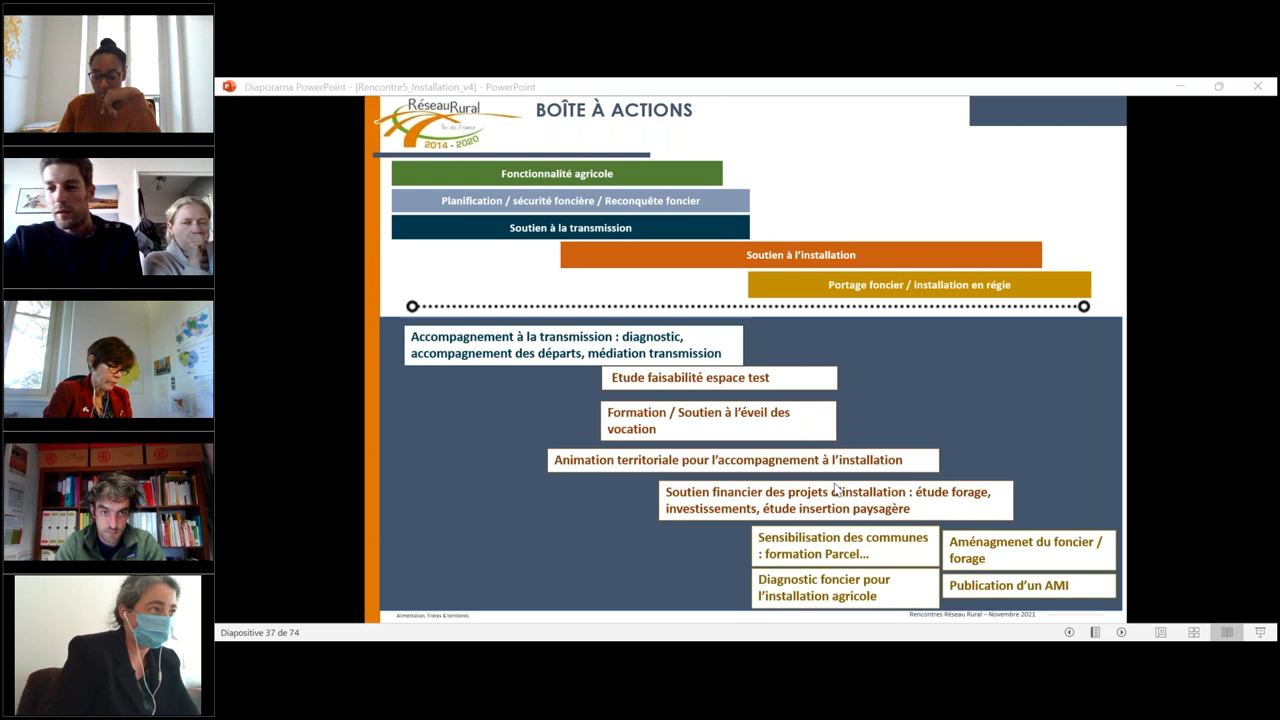 Diaporama PowerPoint - [Rencontre5_Installation_v4] - PowerPoint
RéseauRural
Île de France
2014 - 2020
BOÎTE À ACTIONS
Fonctionnalité agricole
Planification / sécurité foncière / Reconquête foncier
Soutien à la transmission
Soutien à l'installation
Portage foncier / installation en régie
Accompagnement à la transmission : diagnostic,
accompagnement des départs, médiation transmission
Etude faisabilité espace test
Formation / Soutien à l'éveil des
vocation
Animation territoriale pour l'accompagnement à l'installation
Soutien financier des projets d'installation : étude forage,
investissements, étude insertion paysagère
Sensibilisation des communes
: formation Parcel...
Aménagmenet du foncier /
forage
Diagnostic foncier pour
l'installation agricole
Publication d'un AMI
Alimentation, filières & territoires
Rencontres Réseau Rural – Novembre 2021
Diapositive 37 de 74